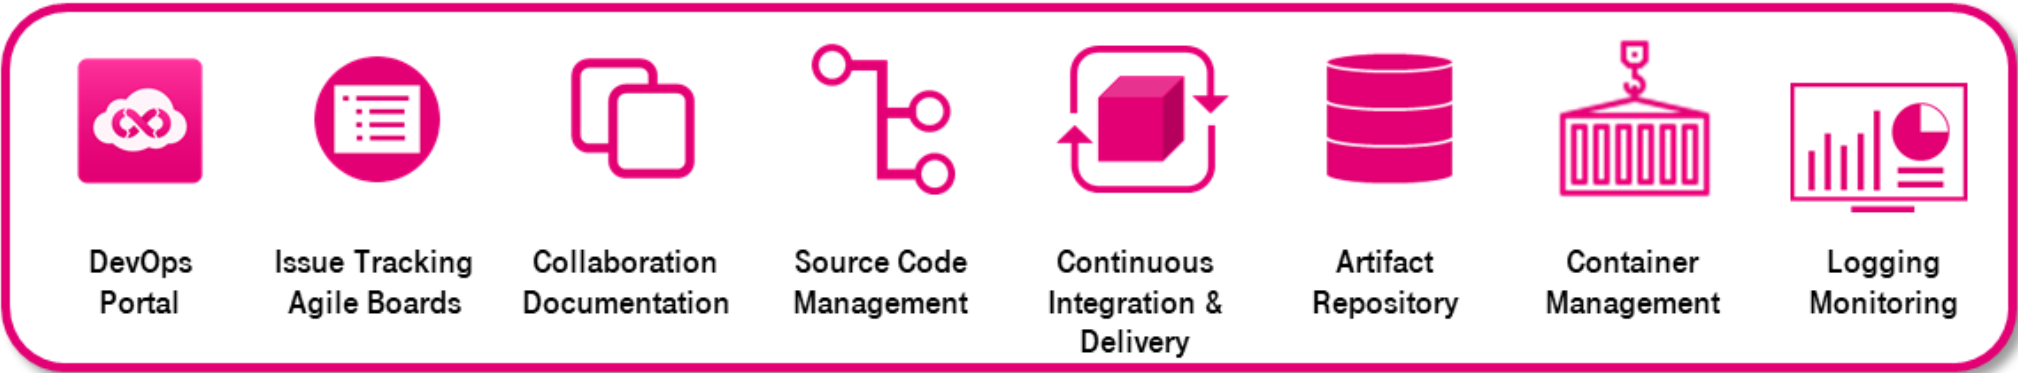 DevOps
Portal
Issue Tracking
Agile Boards
Collaboration
Documentation
Source Code
Management
Continuous
Integration &
Delivery
Artifact
Repository
Container
Management
Logging
Monitoring